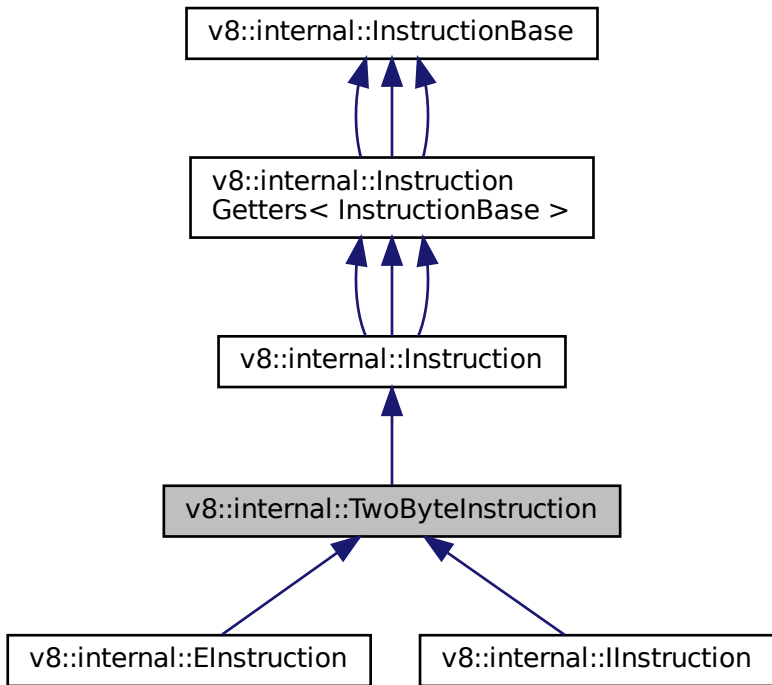 v8::internal::InstructionBase
v8::internal::Instruction
Getters< InstructionBase >
v8::internal::Instruction
v8::internal::TwoByteInstruction
v8::internal::EInstruction
v8::internal::IInstruction